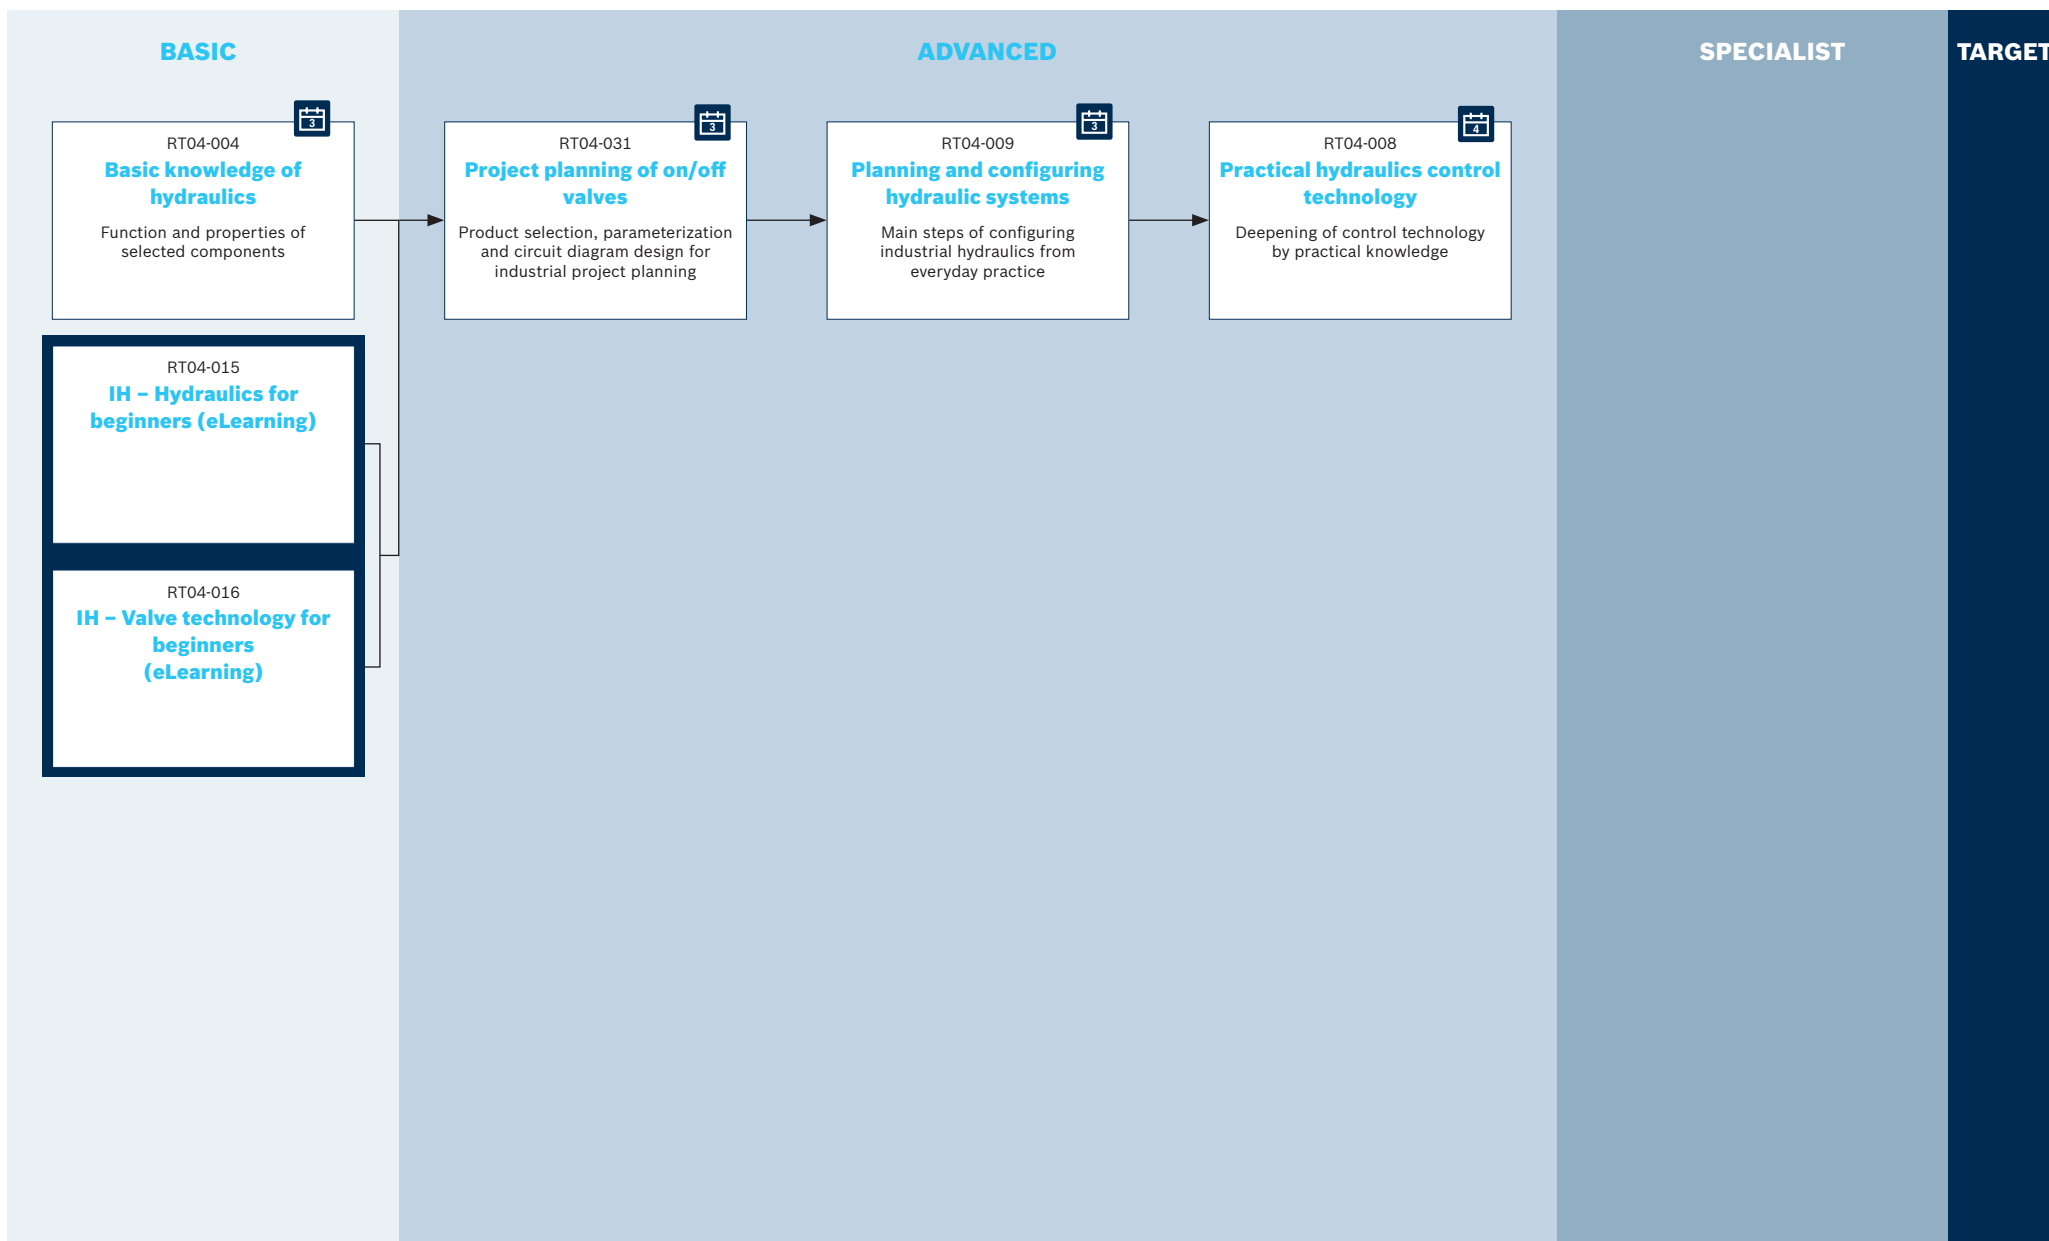 BASIC
ADVANCED
SPECIALIST
TARGET
3
RT04-004
Basic knowledge of
hydraulics
Function and properties of
selected components
3
RT04-031
Project planning of on/off
valves
Product selection, parameterization
and circuit diagram design for
industrial project planning
3
RT04-009
Planning and configuring
hydraulic systems
Main steps of configuring
industrial hydraulics from
everyday practice
4
RT04-008
Practical hydraulics control
technology
Deepening of control technology
by practical knowledge
RT04-015
IH – Hydraulics for
beginners (eLearning)
RT04-016
IH – Valve technology for
beginners
(eLearning)